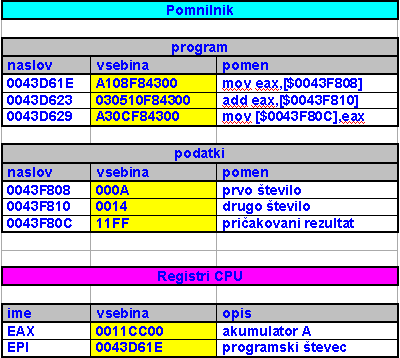 Pomnilnik
program
naslov vsebina pomen
0043D61E A108F84300 mov eax,[$0043F808]
0043D623 030510F84300 add eax,[$0043F810]
0043D629 A30CF84300 mov [$0043F80C],eax
podatki
naslov vsebina pomen
0043F808 000A prvo število
0043F810 0014 drugo število
0043F80C 11FF pričakovani rezultat
Registri CPU
ime vsebina opis
EAX 0011CC00 akumulator A
EPI 0043D61E programski števec